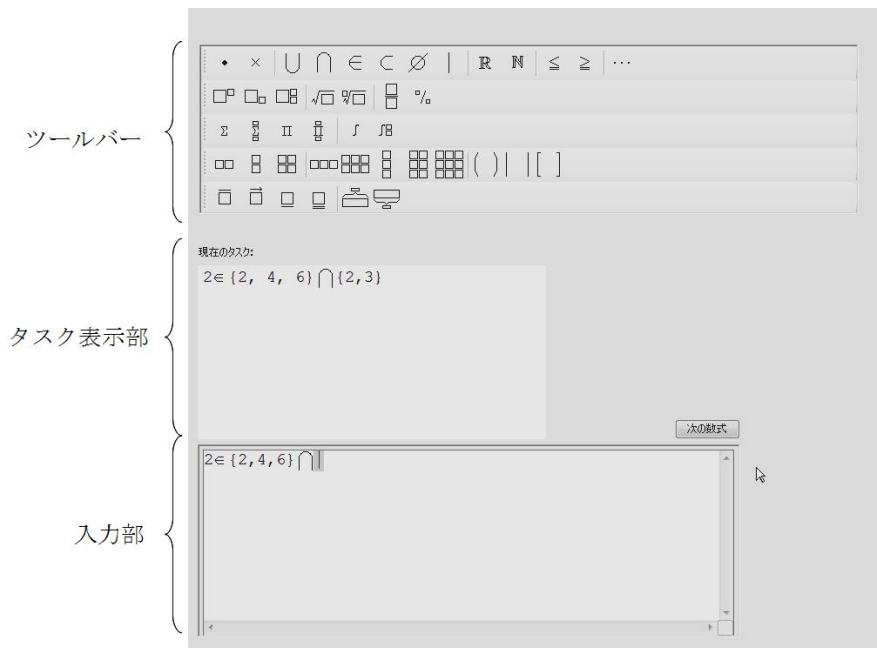 • × ⋃ ⋂ ∈ ⊂ ∅ | ℝ ℕ ≦ ≧ …
□□ □□ □□□ √□ □√□ □□ %
Σ Σ Π Π ∫ ∫
ツールバー
( ) | | [ ]
現在のタスク:
2∈{2, 4, 6}⋂{2,3}
タスク表示部
次の数式
2∈{2,4,6}⋂
入力部